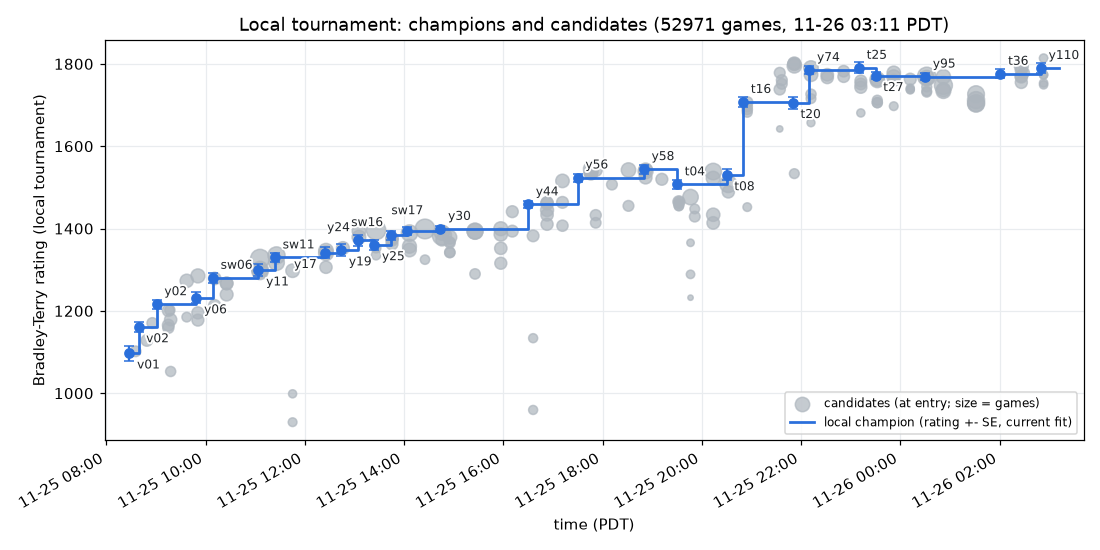 Local tournament: champions and candidates (52971 games, 11-26 03:11 PDT)
Bradley-Terry rating (local tournament)
1800
1600
1400
1200
1000
v01
v02
y02
y06
sw06
y11
sw11
y17
y24
y19
sw16
y25
sw17
y30
y44
y56
y58
t04
t08
t16
t20
y74
t25
t27
y95
t36
y110
candidates (at entry; size = games)
local champion (rating +- SE, current fit)
11-25 08:00
11-25 10:00
11-25 12:00
11-25 14:00
11-25 16:00
11-25 18:00
11-25 20:00
11-25 22:00
11-26 00:00
11-26 02:00
time (PDT)